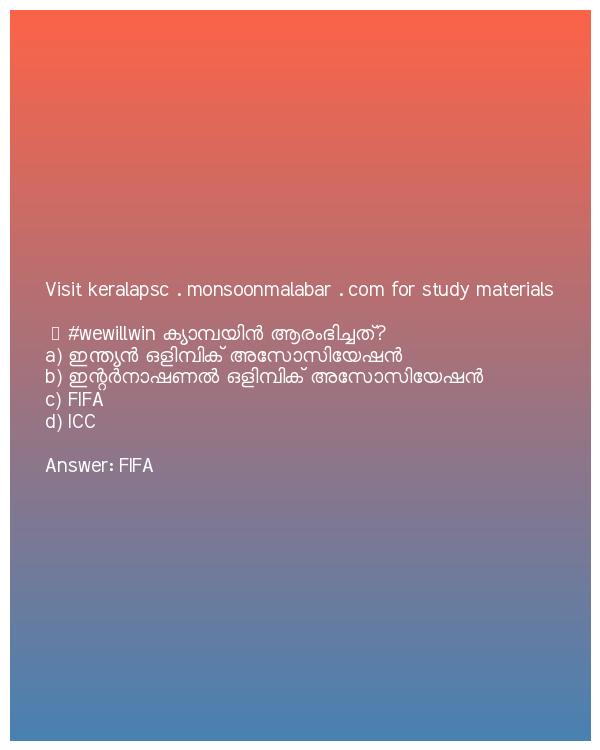 Visit keralapsc . monsoonmalabar . com for study materials
#wewillwin ക്യാമ്പയിൻ ആരംഭിച്ചത്?
a) ഇന്ത്യൻ ഒളിമ്പിക് അസോസിയേഷൻ
b) ഇന്റർനാഷണൽ ഒളിമ്പിക് അസോസിയേഷൻ
c) FIFA
d) ICC
Answer: FIFA